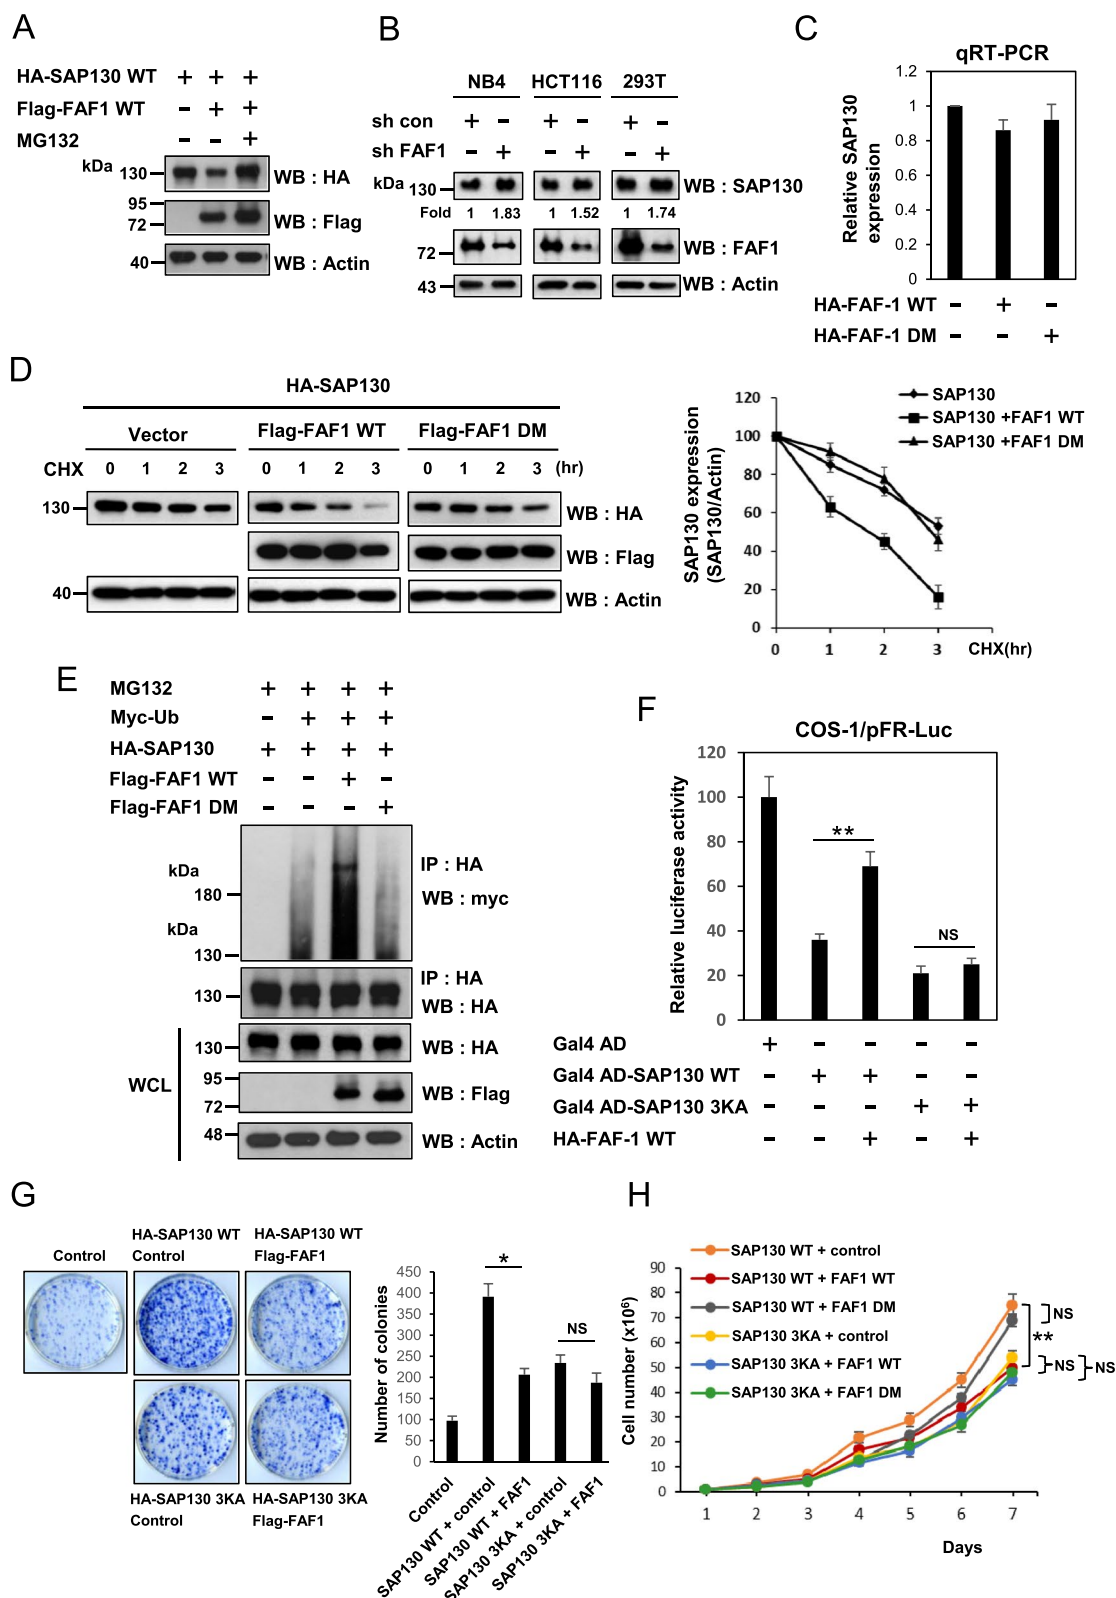 A
HA-SAP130 WT + + +
Flag-FAF1 WT - + +
MG132 - - +
kDa
130
WB : HA
95
72
WB : Flag
40
WB : Actin
B
NB4 HCT116 293T
sh con + - + - + -
sh FAF1 - + - + - +
kDa 130
WB : SAP130
Fold 1 1.83 1 1.52 1 1.74
72
WB : FAF1
43
WB : Actin
C
qRT-PCR
Relative SAP130
expression
1.2
1
0.8
0.6
0.4
0.2
0
HA-FAF-1 WT - + -
HA-FAF-1 DM - - +
D
HA-SAP130
Vector Flag-FAF1 WT Flag-FAF1 DM
CHX 0 1 2 3 0 1 2 3 0 1 2 3 (hr)
130
WB : HA
WB : Flag
40
WB : Actin
SAP130 expression
(SAP130/Actin)
120
100
80
60
40
20
0
0 1 2 3 CHX(hr)
SAP130
SAP130 +FAF1 WT
SAP130 +FAF1 DM
E
MG132 + + + +
Myc-Ub - + + +
HA-SAP130 + + + +
Flag-FAF1 WT - - + -
Flag-FAF1 DM - - - +
kDa
180
kDa
130
IP : HA
WB : myc
130
IP : HA
WB : HA
WCL
130
WB : HA
95
72
WB : Flag
48
WB : Actin
F
COS-1/pFR-Luc
Relative luciferase activity
120
100
80
60
40
20
0
**
NS
Gal4 AD + - - - -
Gal4 AD-SAP130 WT - + + - -
Gal4 AD-SAP130 3KA - - - + +
HA-FAF-1 WT - - + - +
G
Control
HA-SAP130 WT
Control
HA-SAP130 WT
Flag-FAF1
HA-SAP130 3KA
Control
HA-SAP130 3KA
Flag-FAF1
Number of colonies
450
400
350
300
250
200
150
100
50
0
*
NS
Control
SAP130 WT + control
SAP130 WT + FAF1
SAP130 3KA + control
SAP130 3KA + FAF1
H
SAP130 WT + control
SAP130 WT + FAF1 WT
SAP130 WT + FAF1 DM
SAP130 3KA + control
SAP130 3KA + FAF1 WT
SAP130 3KA + FAF1 DM
Cell number (x10⁶)
90
80
70
60
50
40
30
20
10
0
1 2 3 4 5 6 7
Days
NS
**
NS
NS